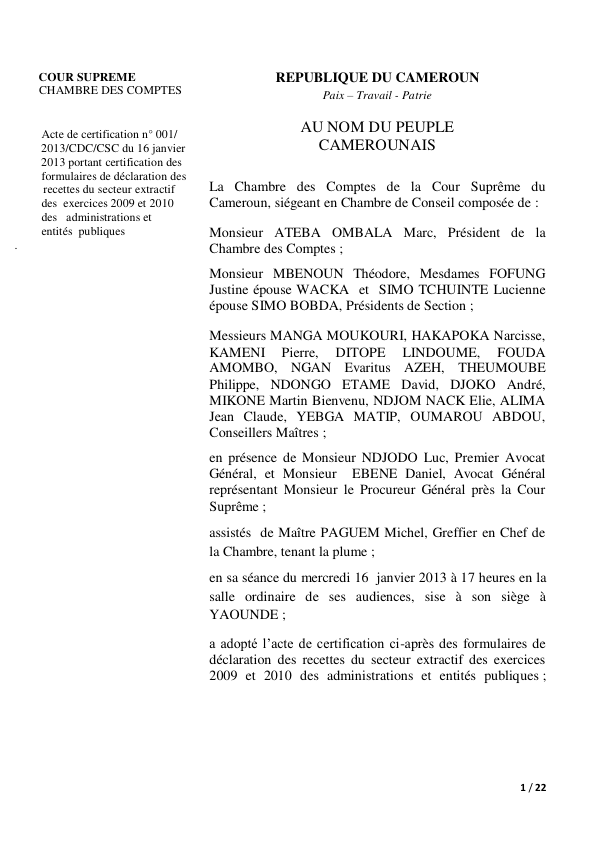 COUR SUPREME
CHAMBRE DES COMPTES
Acte de certification n° 001/
2013/CDC/CSC du 16 janvier
2013 portant certification des
formulaires de déclaration des
recettes du secteur extractif
des exercices 2009 et 2010
des administrations et
entités publiques
.
REPUBLIQUE DU CAMEROUN
Paix – Travail - Patrie
AU NOM DU PEUPLE
CAMEROUNAIS
La Chambre des Comptes de la Cour Suprême du
Cameroun, siégeant en Chambre de Conseil composée de :
Monsieur ATEBA OMBALA Marc, Président de la
Chambre des Comptes ;
Monsieur MBENOUN Théodore, Mesdames FOFUNG
Justine épouse WACKA et SIMO TCHUINTE Lucienne
épouse SIMO BOBDA, Présidents de Section ;
Messieurs MANGA MOUKOURI, HAKAPOKA Narcisse,
KAMENI Pierre, DITOPE LINDOUME, FOUDA
AMOMBO, NGAN Evaritus AZEH, THEUMOUBE
Philippe, NDONGO ETAME David, DJOKO André,
MIKONE Martin Bienvenu, NDJOM NACK Elie, ALIMA
Jean Claude, YEBGA MATIP, OUMAROU ABDOU,
Conseillers Maîtres ;
en présence de Monsieur NDJODO Luc, Premier Avocat
Général, et Monsieur EBENE Daniel, Avocat Général
représentant Monsieur le Procureur Général près la Cour
Suprême ;
assistés de Maître PAGUEM Michel, Greffier en Chef de
la Chambre, tenant la plume ;
en sa séance du mercredi 16 janvier 2013 à 17 heures en la
salle ordinaire de ses audiences, sise à son siège à
YAOUNDE ;
a adopté l’acte de certification ci-après des formulaires de
déclaration des recettes du secteur extractif des exercices
2009 et 2010 des administrations et entités publiques ;
1 / 22